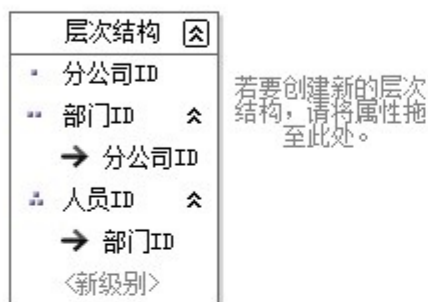 层次结构
分公司ID
部门ID
分公司ID
人员ID
部门ID
<新级别>
若要创建新的层次
结构，请将属性拖
至此处。